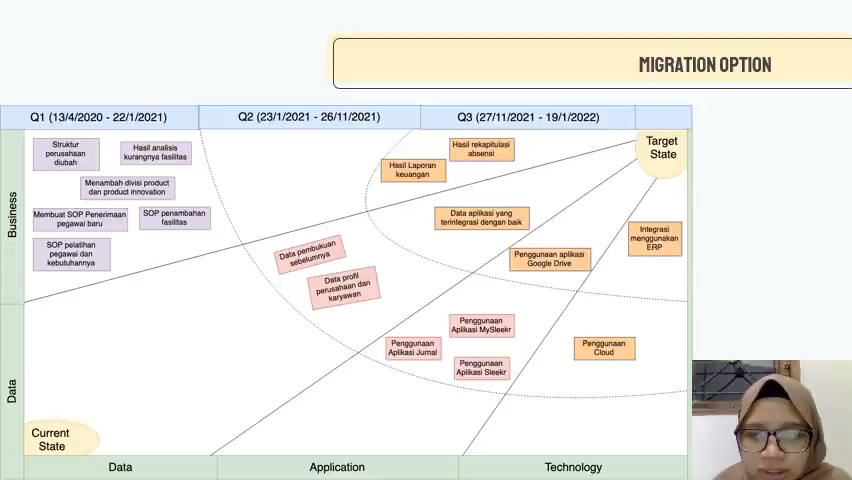 MIGRATION OPTION
Q1 (13/4/2020 - 22/1/2021)
Q2 (23/1/2021 - 26/11/2021)
Q3 (27/11/2021 - 19/1/2022)
Business
Struktur
perusahaan
diubah
Hasil analisis
kurangnya fasilitas
Menambah divisi product
dan product innovation
Membuat SOP Penerimaan
pegawai baru
SOP penambahan
fasilitas
SOP pelatihan
pegawai dan
kebutuhannya
Hasil rekapitulasi
absensi
Hasil Laporan
keuangan
Target
State
Data aplikasi yang
terintegrasi dengan baik
Integrasi
menggunakan
ERP
Data pembukuan
sebelumnya
Penggunaan aplikasi
Google Drive
Data profil
perusahaan dan
karyawan
Data
Penggunaan
Aplikasi MySleekr
Penggunaan
Aplikasi Jurnal
Penggunaan
Aplikasi Sleekr
Penggunaan
Cloud
Current
State
Data
Application
Technology